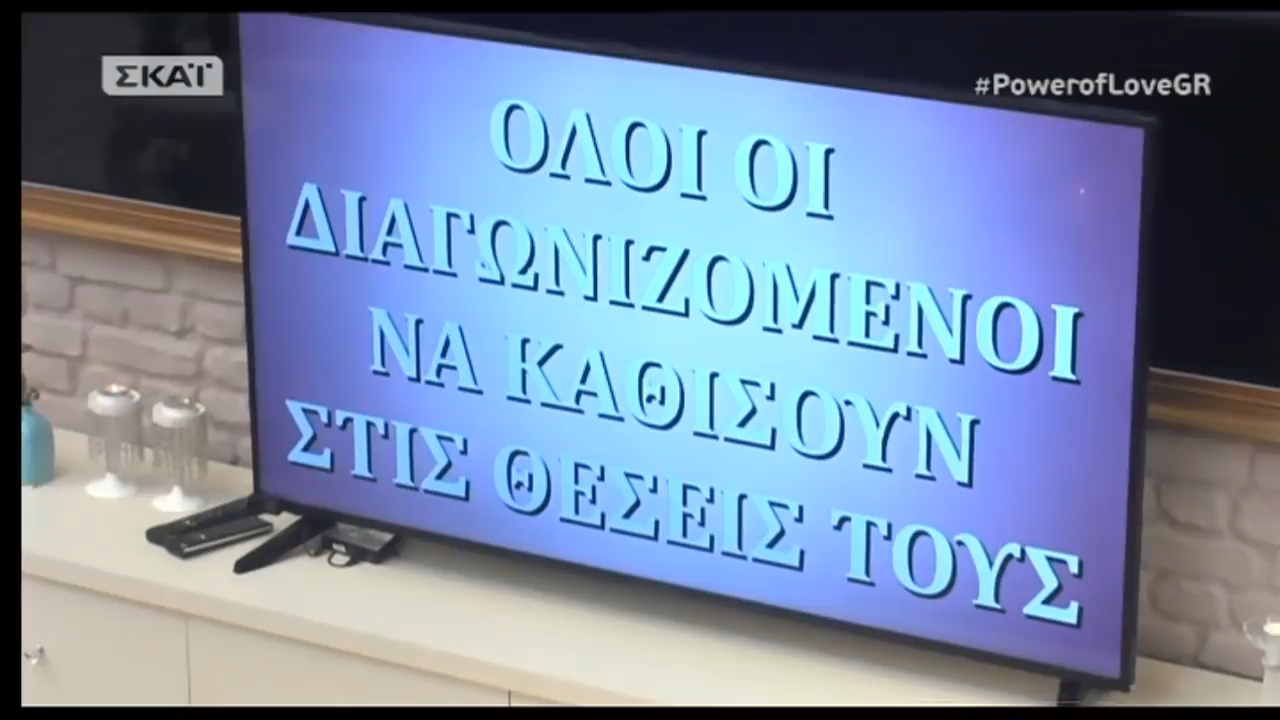 ΣΚΑΪ
#PowerofLoveGR
ΟΛΟΙ ΟΙ
ΔΙΑΓΩΝΙΖΟΜΕΝΟΙ
ΝΑ ΚΑΘΙΣΟΥΝ
ΣΤΙΣ ΘΕΣΕΙΣ ΤΟΥΣ